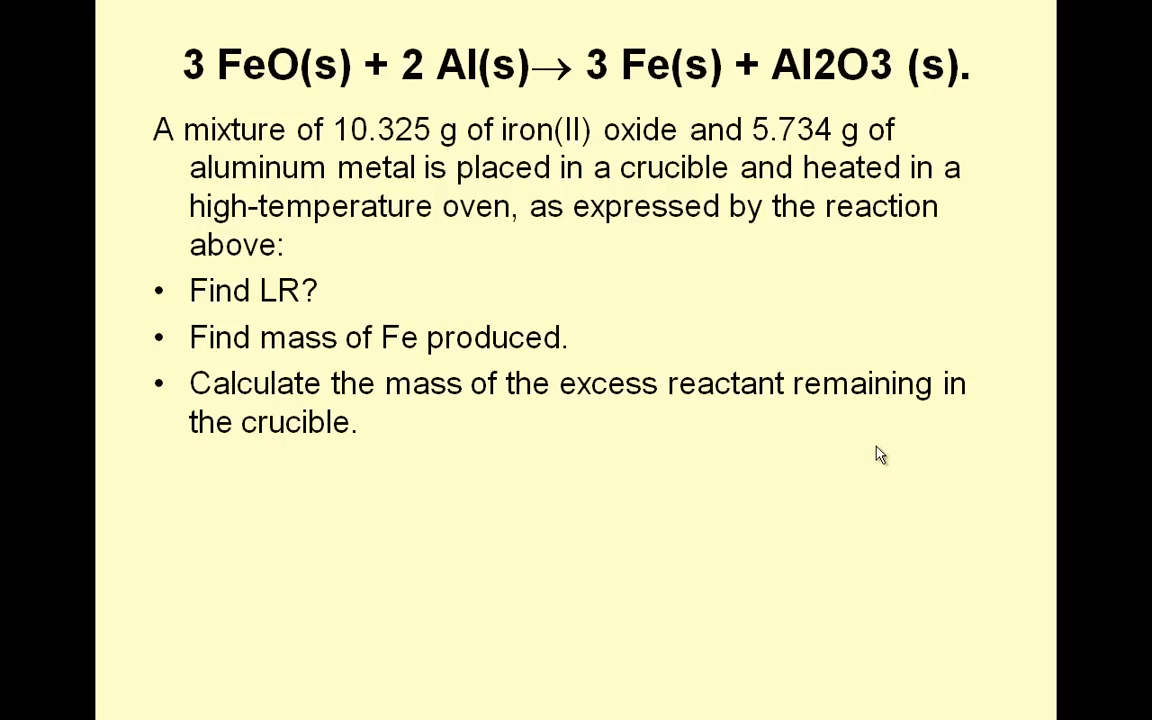 3 FeO(s) + 2 Al(s)→ 3 Fe(s) + Al2O3 (s).
A mixture of 10.325 g of iron(II) oxide and 5.734 g of
aluminum metal is placed in a crucible and heated in a
high-temperature oven, as expressed by the reaction
above:
• Find LR?
• Find mass of Fe produced.
• Calculate the mass of the excess reactant remaining in
the crucible.